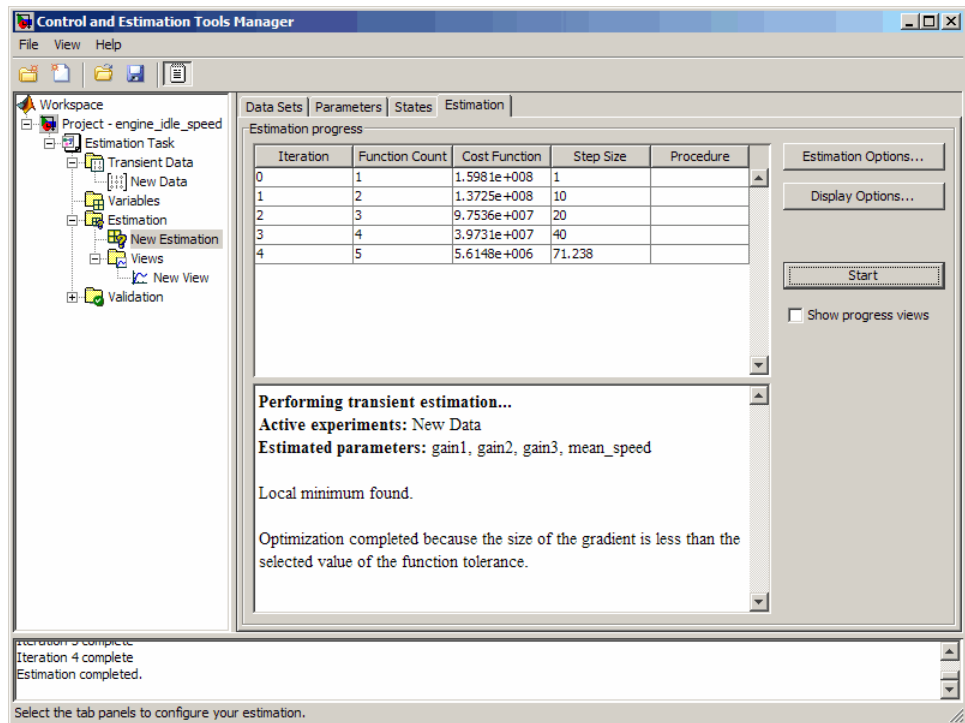 Control and Estimation Tools Manager
File View Help
Workspace
Project - engine_idle_speed
Estimation Task
Transient Data
New Data
Variables
Estimation
New Estimation
Views
New View
Validation
Data Sets Parameters States Estimation
Estimation progress
Iteration Function Count Cost Function Step Size Procedure
0 1 1.5981e+008 1
1 2 1.3725e+008 10
2 3 9.7536e+007 20
3 4 3.9731e+007 40
4 5 5.6148e+006 71.238
Estimation Options...
Display Options...
Start
Show progress views
Performing transient estimation...
Active experiments: New Data
Estimated parameters: gain1, gain2, gain3, mean_speed
Local minimum found.
Optimization completed because the size of the gradient is less than the
selected value of the function tolerance.
Iteration 3 complete
Iteration 4 complete
Estimation completed.
Select the tab panels to configure your estimation.